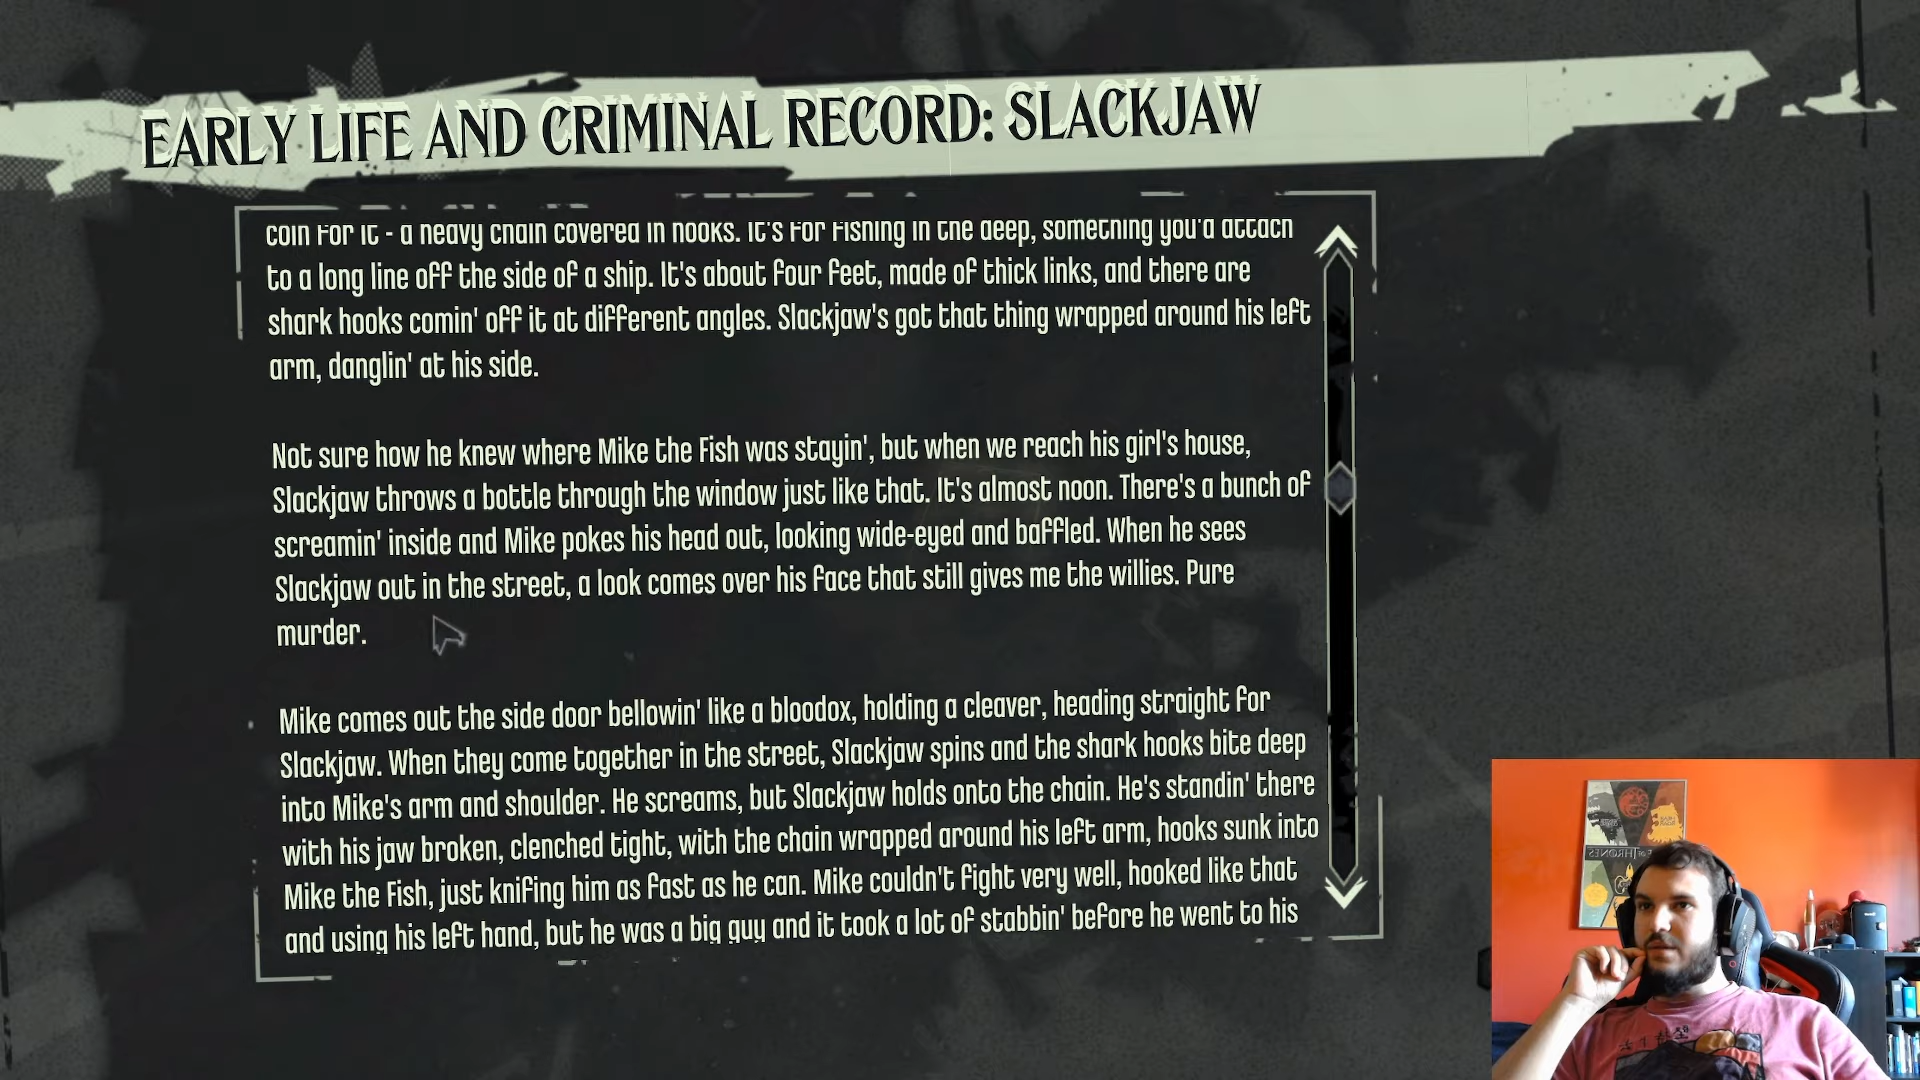 EARLY LIFE AND CRIMINAL RECORD: SLACKJAW
coin for it - a heavy chain covered in hooks. It's for fishing in the deep, something you'd attach
to a long line off the side of a ship. It's about four feet, made of thick links, and there are
shark hooks comin' off it at different angles. Slackjaw's got that thing wrapped around his left
arm, danglin' at his side.
Not sure how he knew where Mike the Fish was stayin', but when we reach his girl's house,
Slackjaw throws a bottle through the window just like that. It's almost noon. There's a bunch of
screamin' inside and Mike pokes his head out, looking wide-eyed and baffled. When he sees
Slackjaw out in the street, a look comes over his face that still gives me the willies. Pure
murder.
Mike comes out the side door bellowin' like a bloodox, holding a cleaver, heading straight for
Slackjaw. When they come together in the street, Slackjaw spins and the shark hooks bite deep
into Mike's arm and shoulder. He screams, but Slackjaw holds onto the chain. He's standin' there
with his jaw broken, clenched tight, with the chain wrapped around his left arm, hooks sunk into
Mike the Fish, just knifing him as fast as he can. Mike couldn't fight very well, hooked like that
and using his left hand, but he was a big guy and it took a lot of stabbin' before he went to his